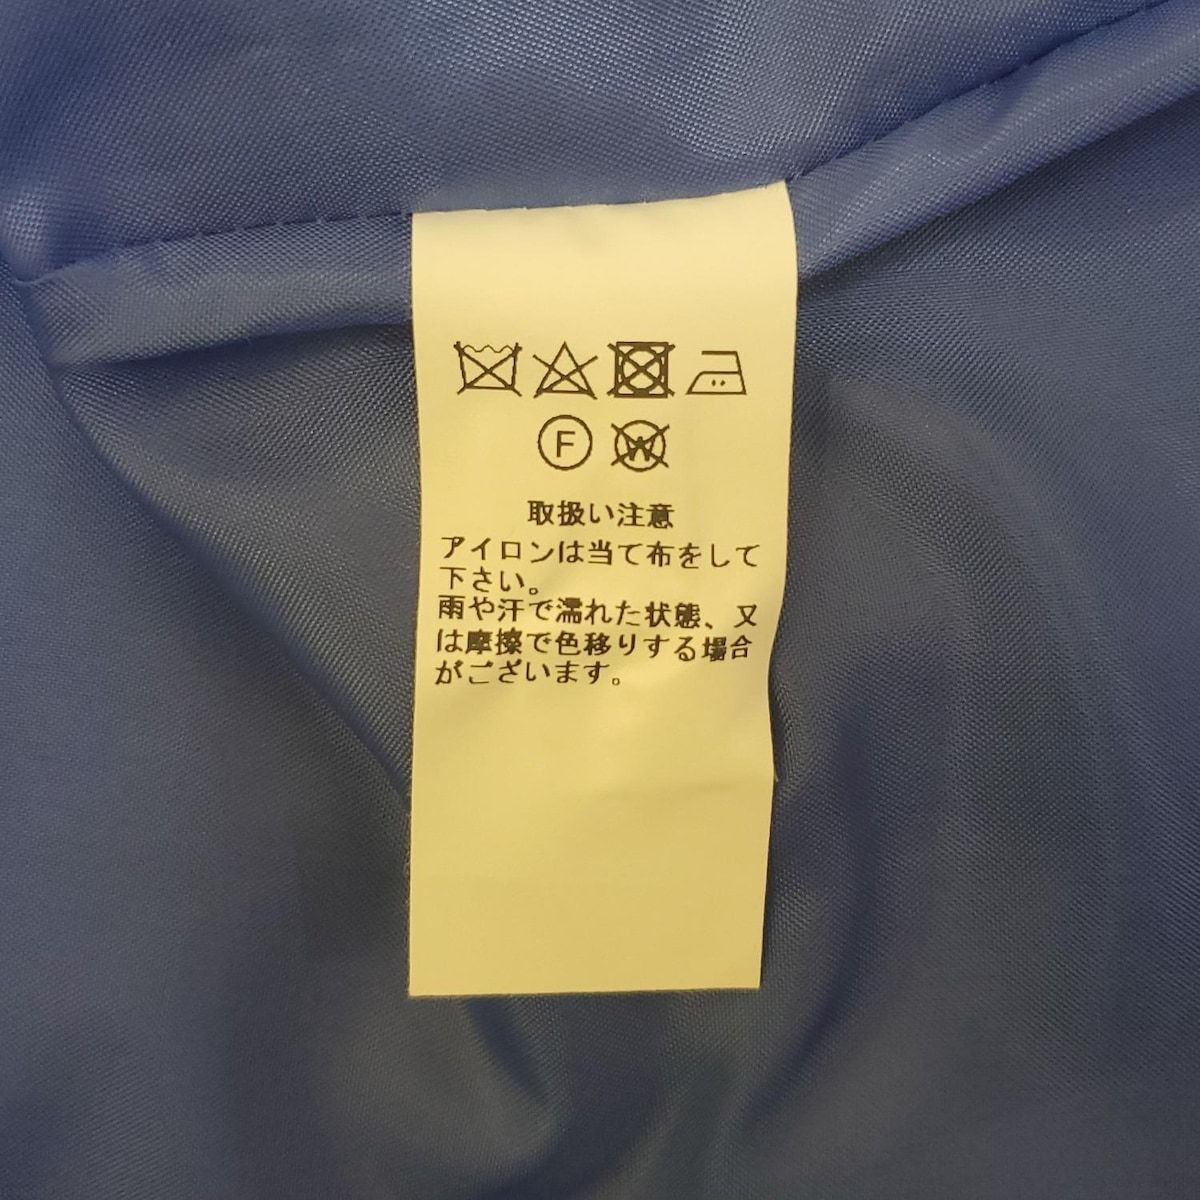 F
W
取扱い注意
アイロンは当て布をして
下さい。
雨や汗で濡れた状態、又
は摩擦で色移りする場合
がございます。